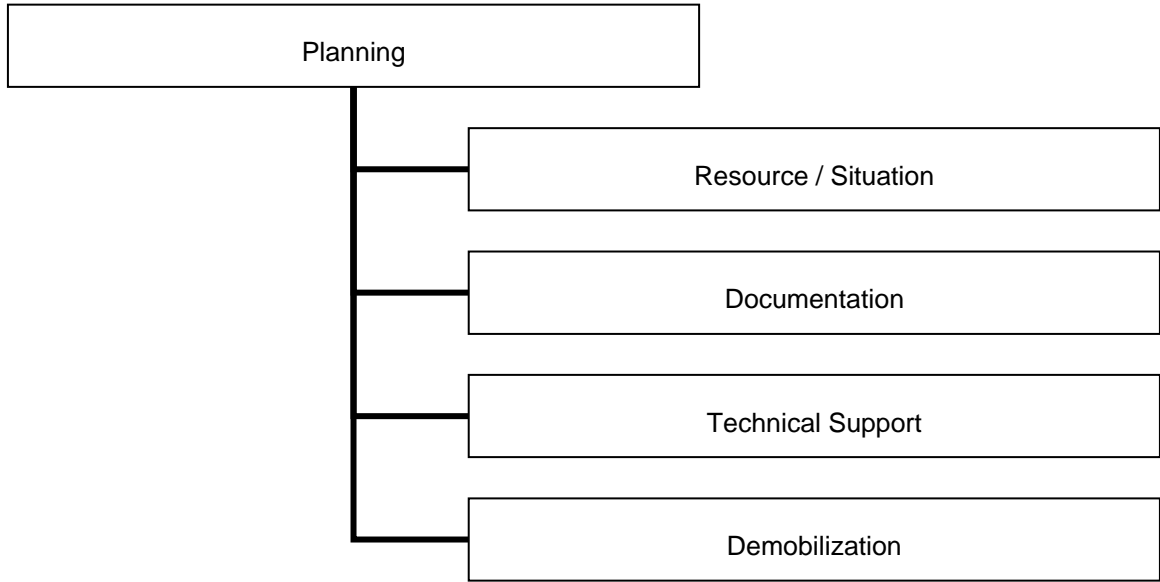 Planning
Resource / Situation
Documentation
Technical Support
Demobilization